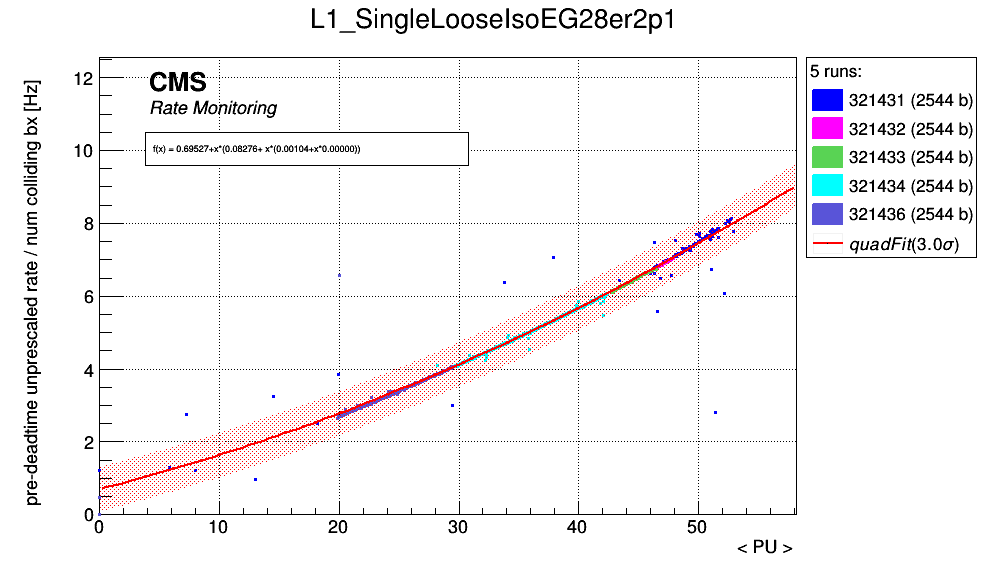 L1_SingleLooseIsoEG28er2p1
pre-deadtime unprescaled rate / num colliding bx [Hz]
12
10
8
6
4
2
0
CMS
Rate Monitoring
f(x) = 0.69527+x*(0.08276+ x*(0.00104+x*0.00000))
0
10
20
30
40
50
< PU >
5 runs:
321431 (2544 b)
321432 (2544 b)
321433 (2544 b)
321434 (2544 b)
321436 (2544 b)
quadFit(3.0σ)